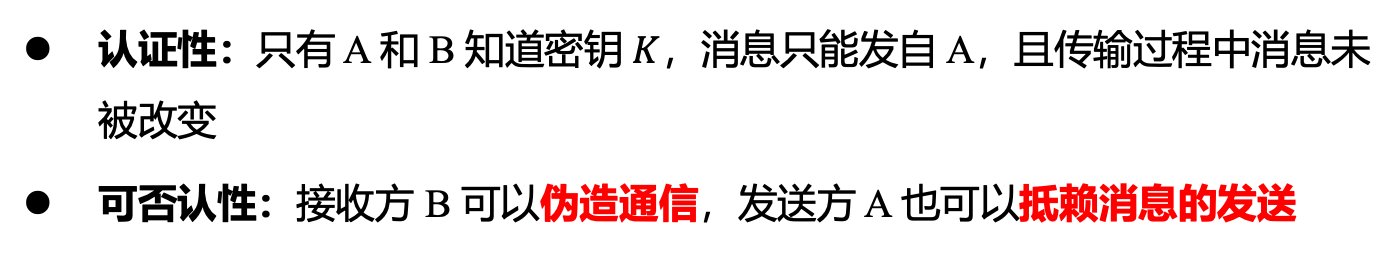 ● 认证性：只有 A 和 B 知道密钥 K，消息只能发自 A，且传输过程中消息未
被改变
● 可否认性：接收方 B 可以伪造通信，发送方 A 也可以抵赖消息的发送